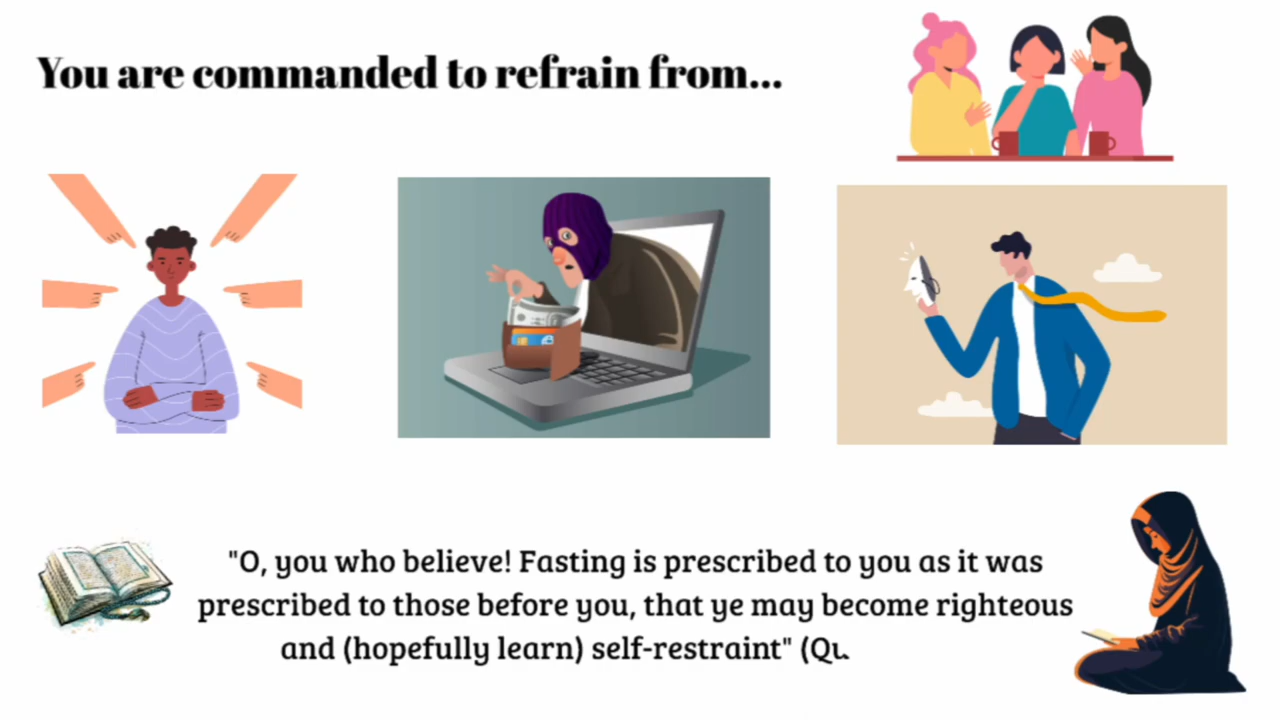 You are commanded to refrain from...
"O, you who believe! Fasting is prescribed to you as it was
prescribed to those before you, that ye may become righteous
and (hopefully learn) self-restraint" (Qu